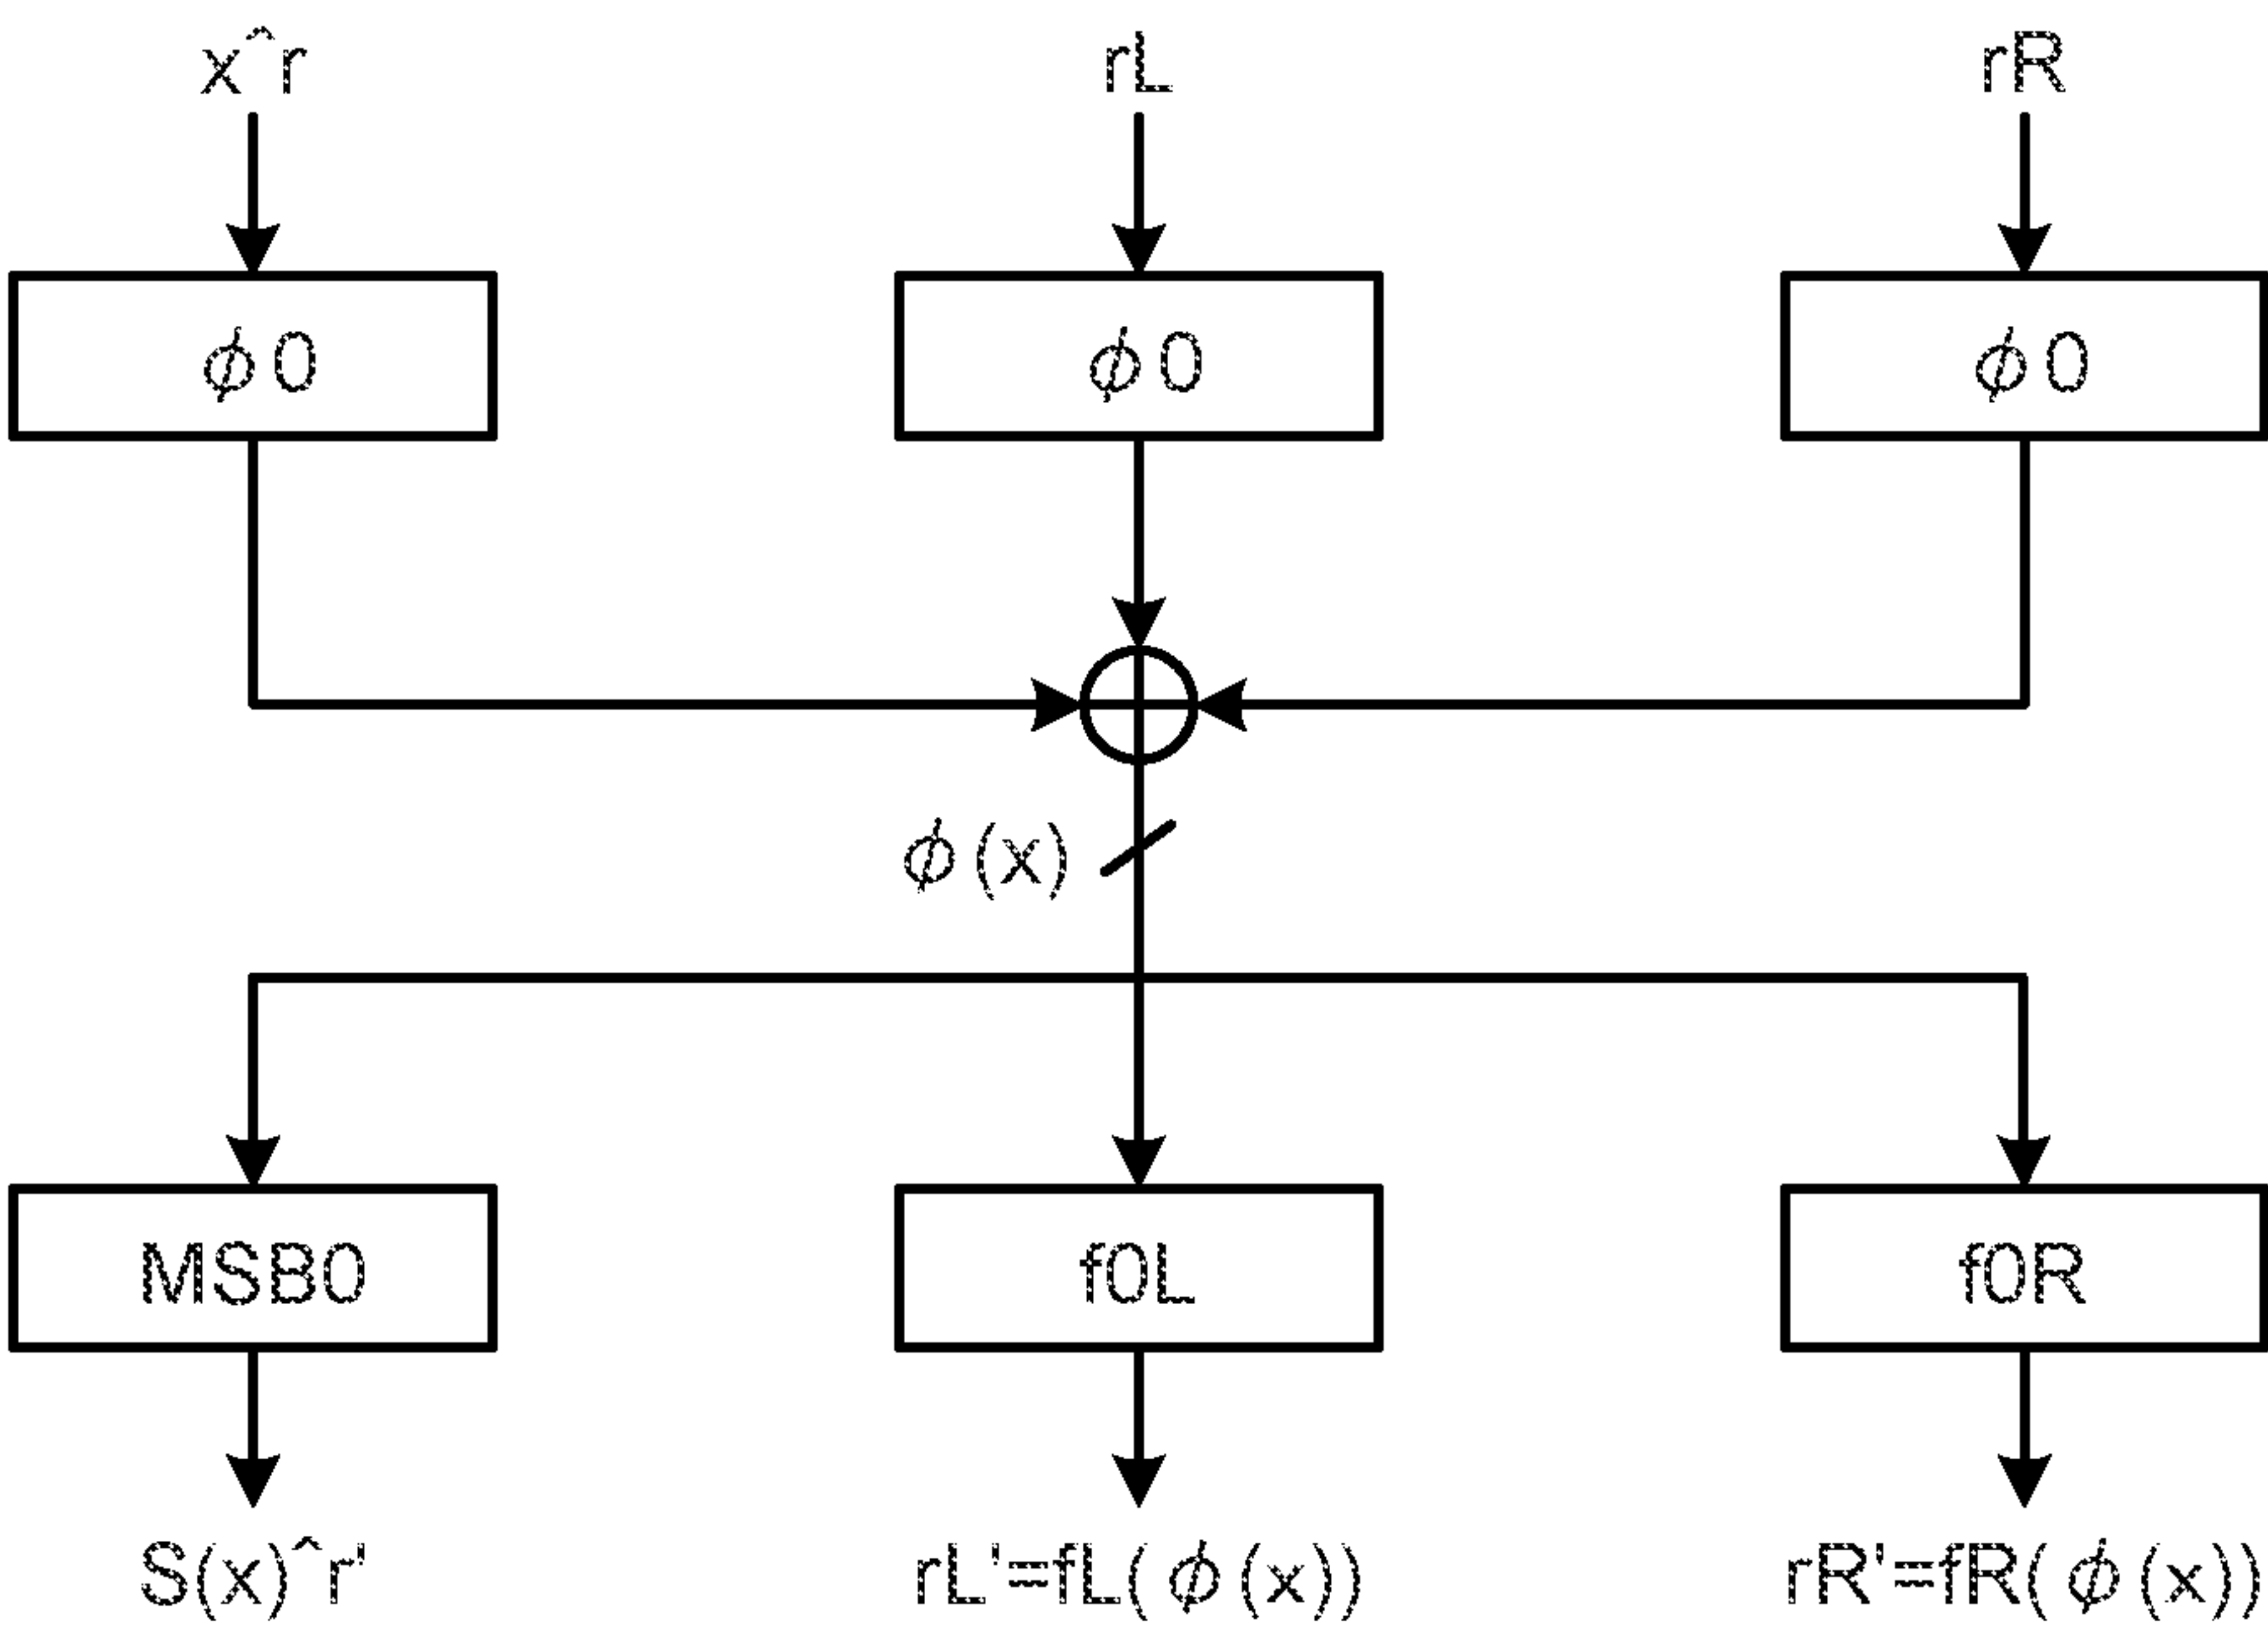 x^r
rL
rR
ϕ0
ϕ0
ϕ0
ϕ(x)
MSB0
f0L
f0R
S(x)^r'
rL'=fL(ϕ(x))
rR'=fR(ϕ(x))